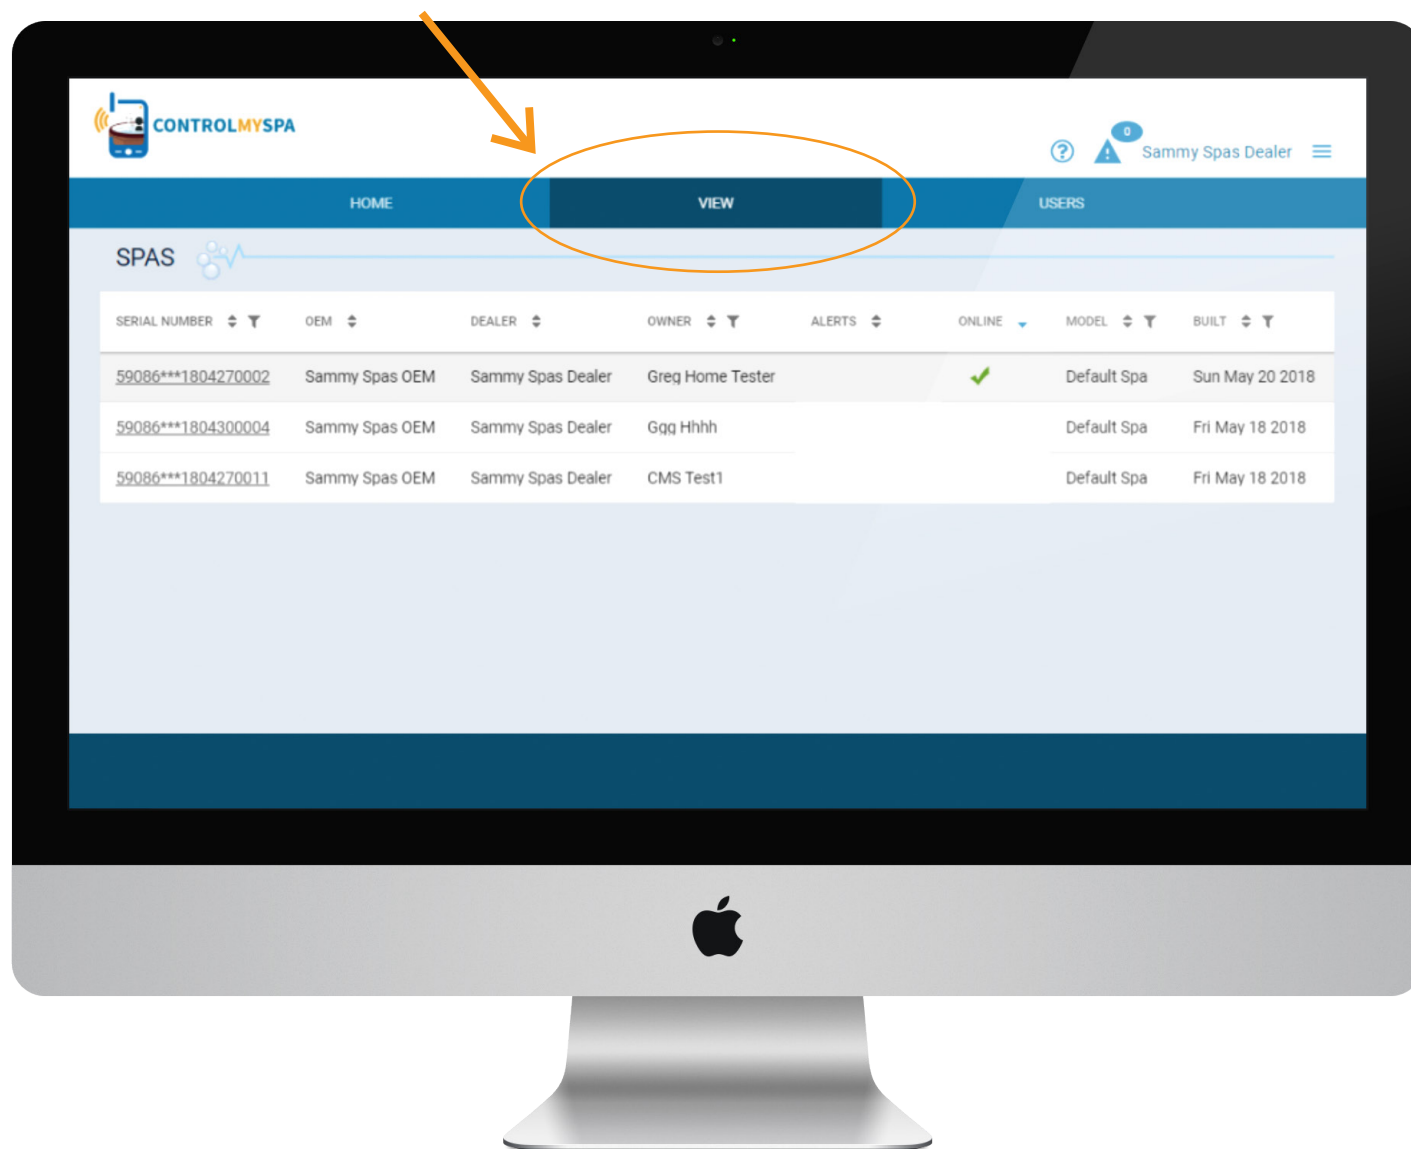 CONTROLMYSPA
0
? Sammy Spas Dealer
HOME VIEW USERS
SPAS
SERIAL NUMBER OEM DEALER OWNER ALERTS ONLINE MODEL BUILT
59086***1804270002 Sammy Spas OEM Sammy Spas Dealer Greg Home Tester Default Spa Sun May 20 2018
59086***1804300004 Sammy Spas OEM Sammy Spas Dealer Ggg Hhhh Default Spa Fri May 18 2018
59086***1804270011 Sammy Spas OEM Sammy Spas Dealer CMS Test1 Default Spa Fri May 18 2018